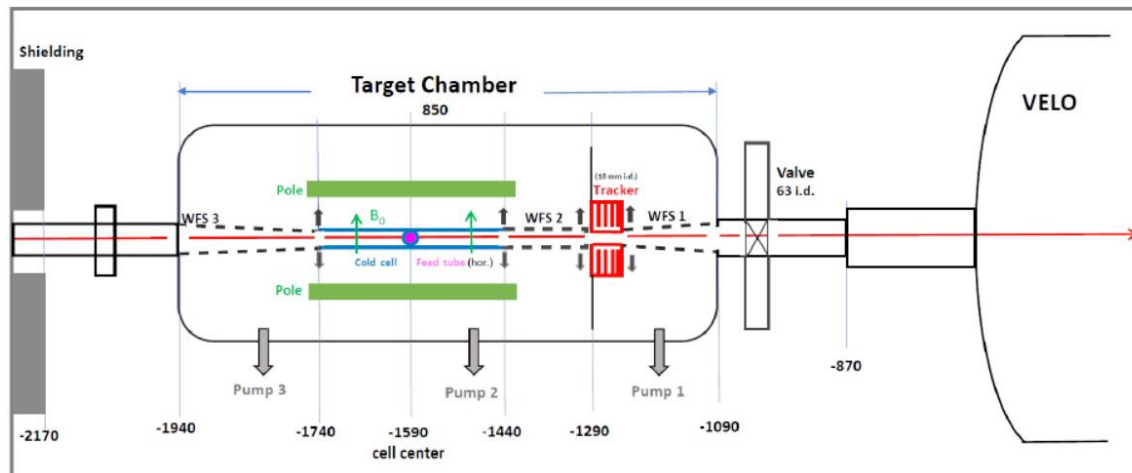 Shielding
Target Chamber
850
VELO
Valve
63 i.d.
(10 mm i.d.)
Tracker
Pole
WFS 3
B0
WFS 2
WFS 1
Cold cell
Feed tube (hor.)
Pole
Pump 3
Pump 2
Pump 1
-870
-2170
-1940
-1740
-1590
-1440
-1290
-1090
cell center